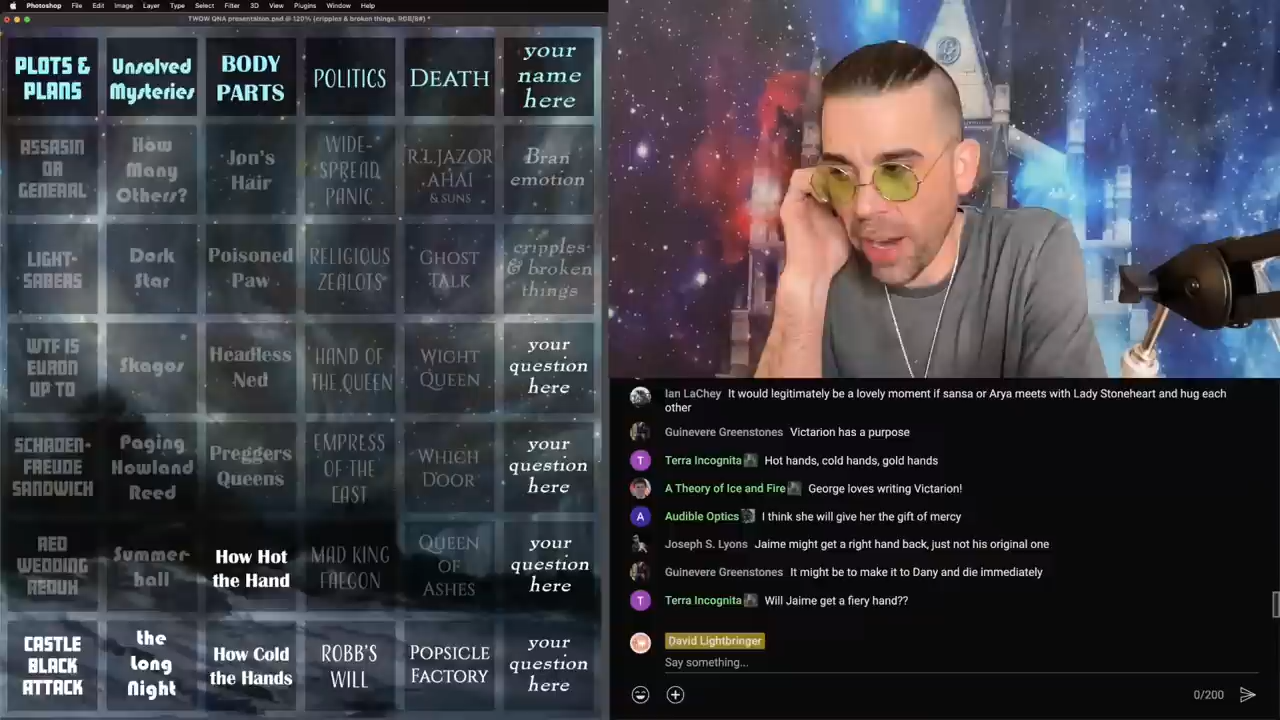 Photoshop File Edit Image Layer Type Select Filter 3D View Plugins Window Help
TWOW QNA presentaiton.psd @ 120% (cripples & broken things, RGB/8#) *
PLOTS &
PLANS
Unsolved
Mysteries
BODY
PARTS
POLITICS
DEATH
your
name
here
ASSASIN
OR
GENERAL
How
Many
Others?
Jon's
Hair
WIDE-
SPREAD
PANIC
R.L.JAZOR
AHAI
& SUNS
Bran
emotion
LIGHT-
SABERS
Dark
Star
Poisoned
Paw
RELIGIOUS
ZEALOTS
GHOST
TALK
cripples
& broken
things
WTF IS
EURON
UP TO
Skagos
Headless
Ned
HAND OF
THE QUEEN
WIGHT
QUEEN
your
question
here
SCHADEN-
FREUDE
SANDWICH
Paging
Howland
Reed
Preggers
Queens
EMPRESS
OF THE
EAST
WHICH
DOOR
your
question
here
RED
WEDDING
REDUX
Summer-
hall
How Hot
the Hand
MAD KING
FAEGON
QUEEN
OF
ASHES
your
question
here
CASTLE
BLACK
ATTACK
the
Long
Night
How Cold
the Hands
ROBB'S
WILL
POPSICLE
FACTORY
your
question
here
Ian LaChey It would legitimately be a lovely moment if sansa or Arya meets with Lady Stoneheart and hug each
other
Guinevere Greenstones Victarion has a purpose
T Terra Incognita Hot hands, cold hands, gold hands
A Theory of Ice and Fire George loves writing Victarion!
A Audible Optics I think she will give her the gift of mercy
Joseph S. Lyons Jaime might get a right hand back, just not his original one
Guinevere Greenstones It might be to make it to Dany and die immediately
T Terra Incognita Will Jaime get a fiery hand??
David Lightbringer
Say something...
0/200